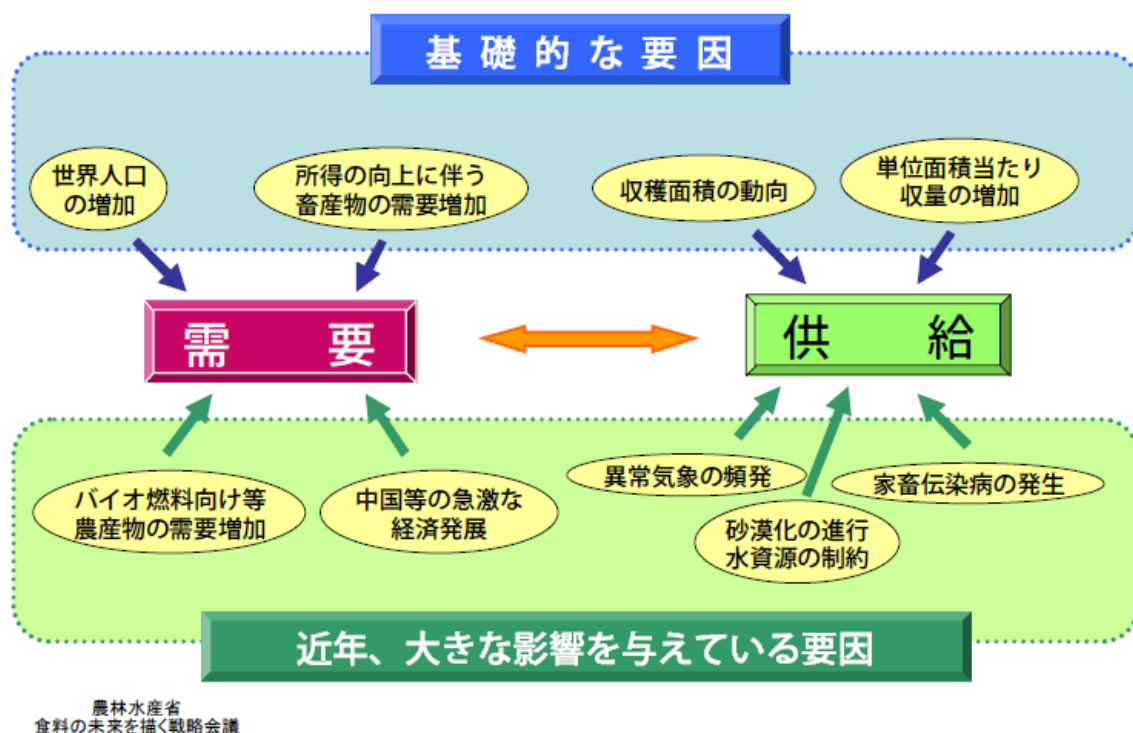 基礎的な要因
世界人口
の増加
所得の向上に伴う
畜産物の需要増加
収穫面積の動向
単位面積当たり
収量の増加
需要
供給
バイオ燃料向け等
農産物の需要増加
中国等の急激な
経済発展
異常気象の頻発
砂漠化の進行
水資源の制約
家畜伝染病の発生
近年、大きな影響を与えている要因
農林水産省
食料の未来を描く戦略会議